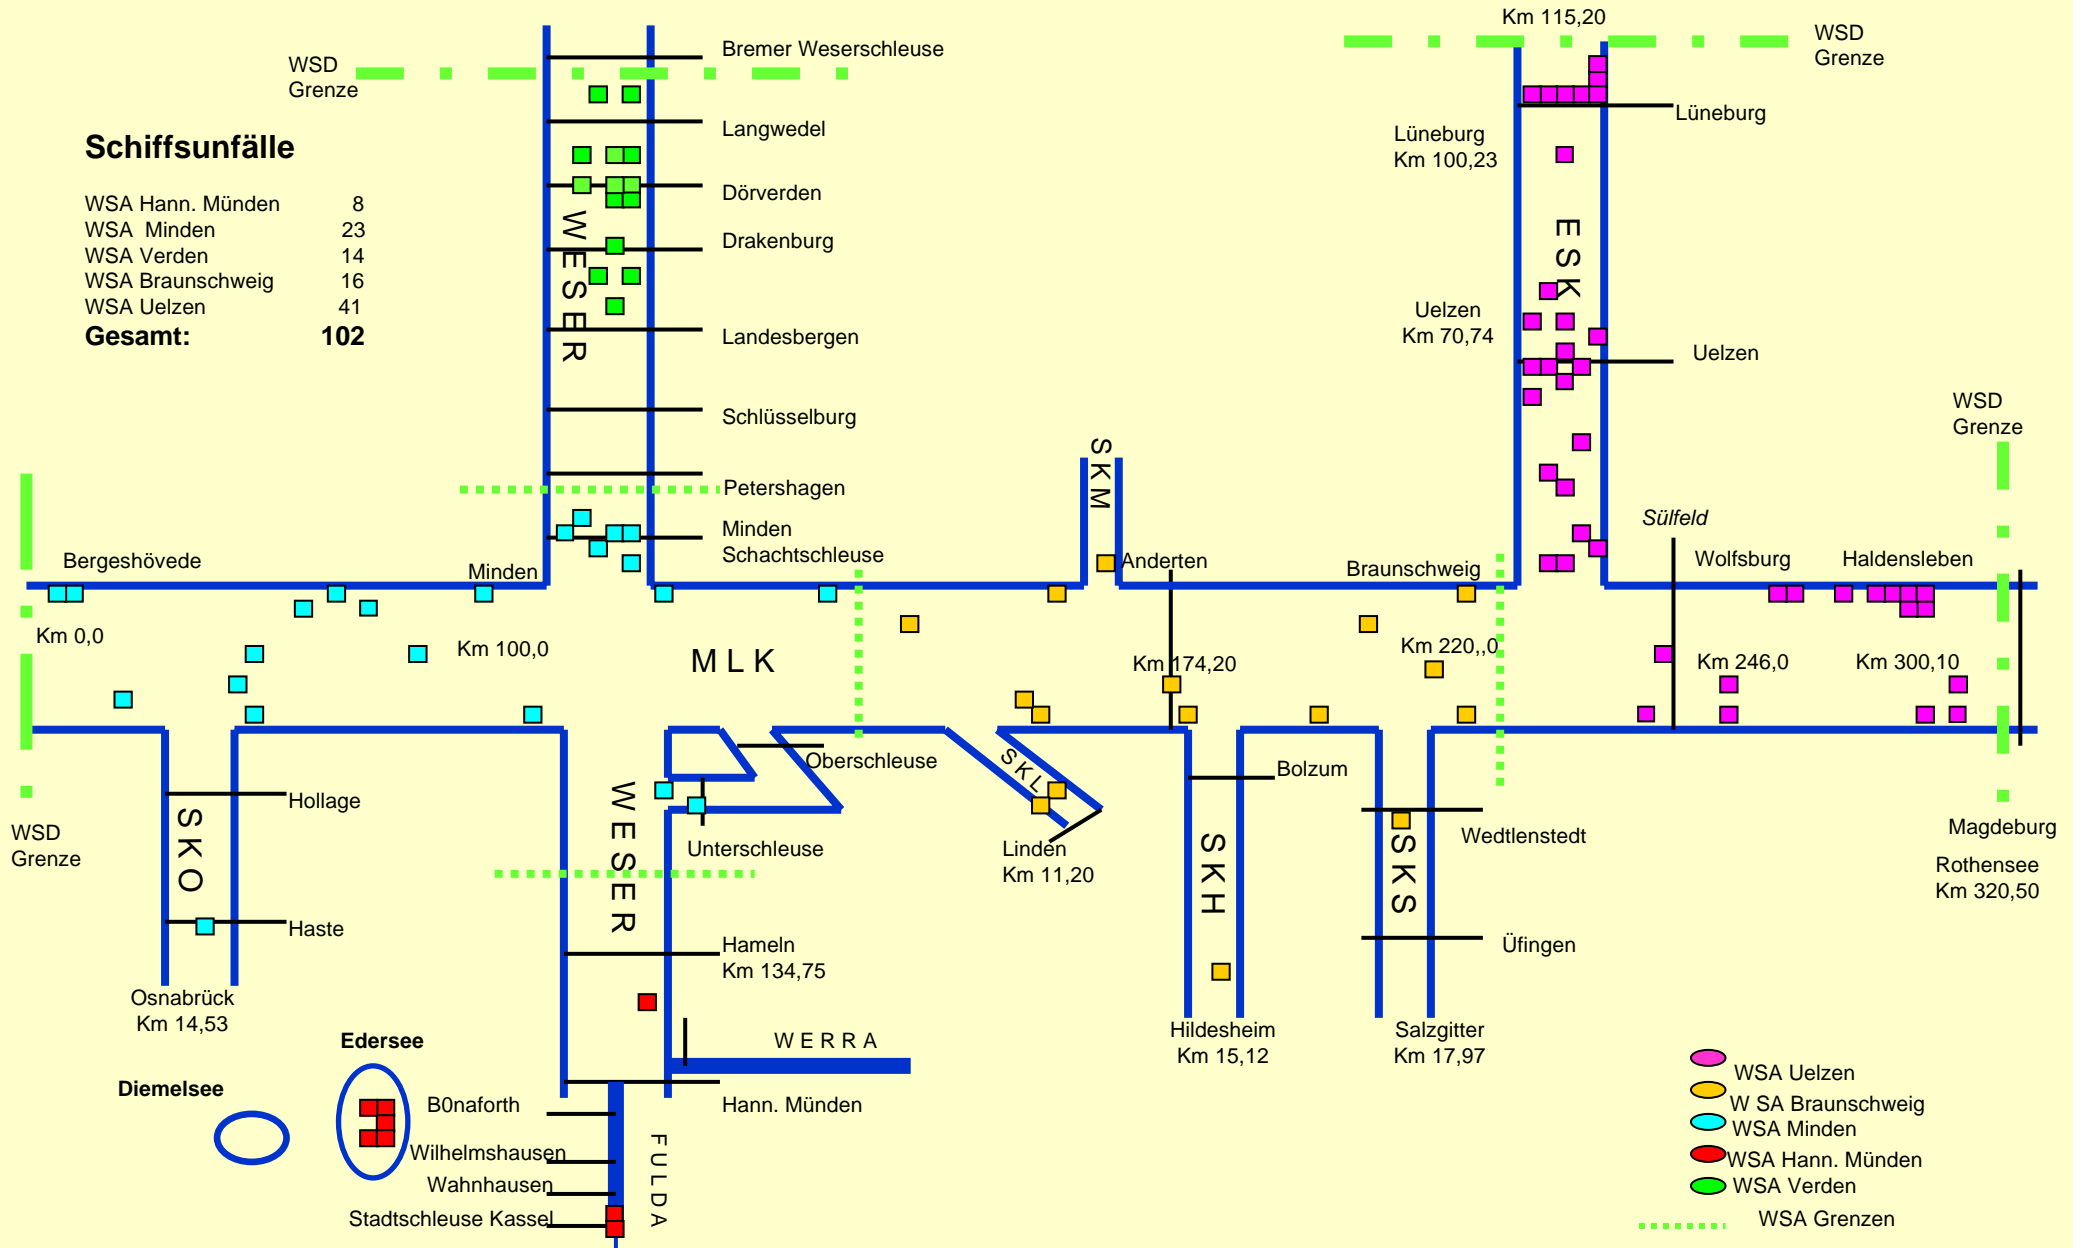 Km 115,20
WSD
Grenze
Bremer Weserschleuse
WSD
Grenze
Lüneburg
Langwedel
Lüneburg
Km 100,23
Schiffsunfälle
Dörverden
WSA Hann. Münden 8
WSA Minden 23
WSA Verden 14
WSA Braunschweig 16
WSA Uelzen 41
Gesamt: 102
Drakenburg
WESER
ESK
Uelzen
Km 70,74
Landesbergen
Uelzen
WSD
Grenze
Schlüsselburg
SKM
Petershagen
Sülfeld
Minden
Schachtschleuse
Bergeshövede
Minden
Anderten
Braunschweig
Wolfsburg
Haldensleben
Km 0,0
Km 100,0
MLK
Km 174,20
Km 220,,0
Km 246,0
Km 300,10
Oberschleuse
SKL
Bolzum
Hollage
WSD
Grenze
SKO
WESER
Unterschleuse
Linden
Km 11,20
SKH
SKS
Wedtlenstedt
Magdeburg
Rothensee
Km 320,50
Haste
Hameln
Km 134,75
Üfingen
Osnabrück
Km 14,53
Hildesheim
Km 15,12
Salzgitter
Km 17,97
Edersee
WERRA
Diemelsee
B0naforth
Hann. Münden
Wilhelmshausen
Wahnhausen
Stadtschleuse Kassel
FULDA
WSA Uelzen
W SA Braunschweig
WSA Minden
WSA Hann. Münden
WSA Verden
WSA Grenzen